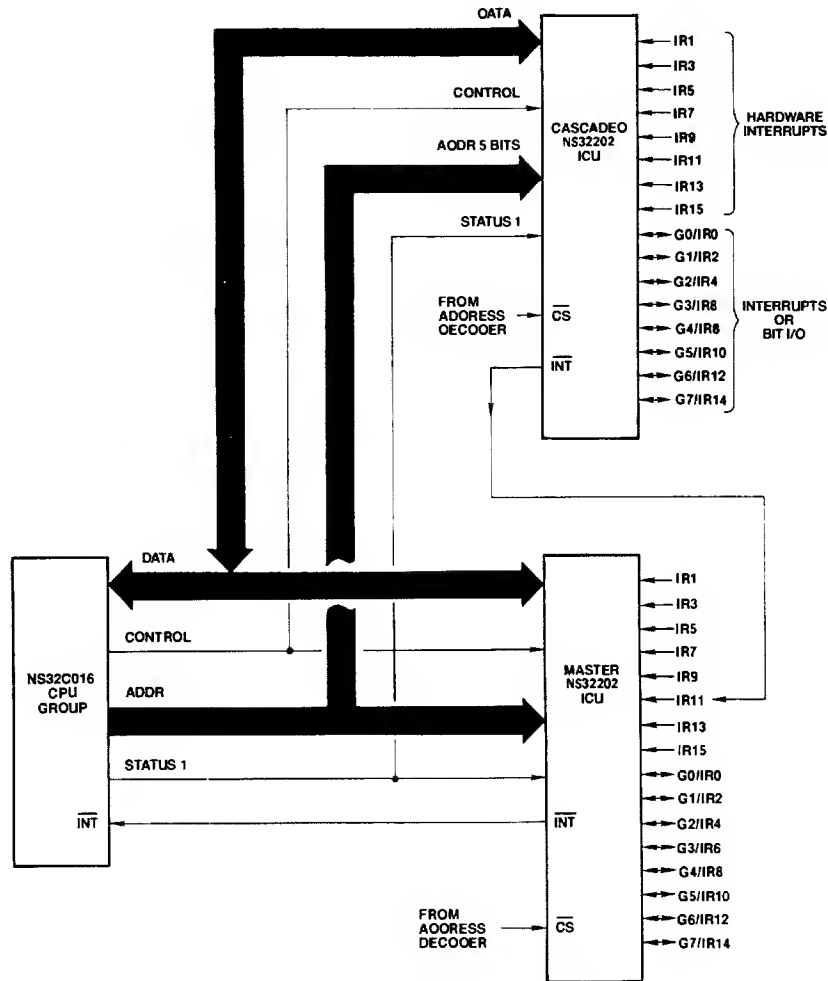 OATA
CONTROL
AODR 5 BITS
STATUS 1
FROM
AODRESS
OECOOER
CS
INT
CASCADEO
NS32202
ICU
IR1
IR3
IR5
IR7
IR9
IR11
IR13
IR15
HARDWARE
INTERRUPTS
G0/IR0
G1/IR2
G2/IR4
G3/IR8
G4/IR8
G5/IR10
G6/IR12
G7/IR14
INTERRUPTS
OR
BIT I/O
DATA
CONTROL
ADDR
STATUS 1
INT
NS32C016
CPU
GROUP
MASTER
NS32202
ICU
INT
FROM
AOORESS
DECOOER
CS
IR1
IR3
IR5
IR7
IR9
IR11
IR13
IR15
G0/IR0
G1/IR2
G2/IR4
G3/IR6
G4/IR8
G5/IR10
G6/IR12
G7/IR14